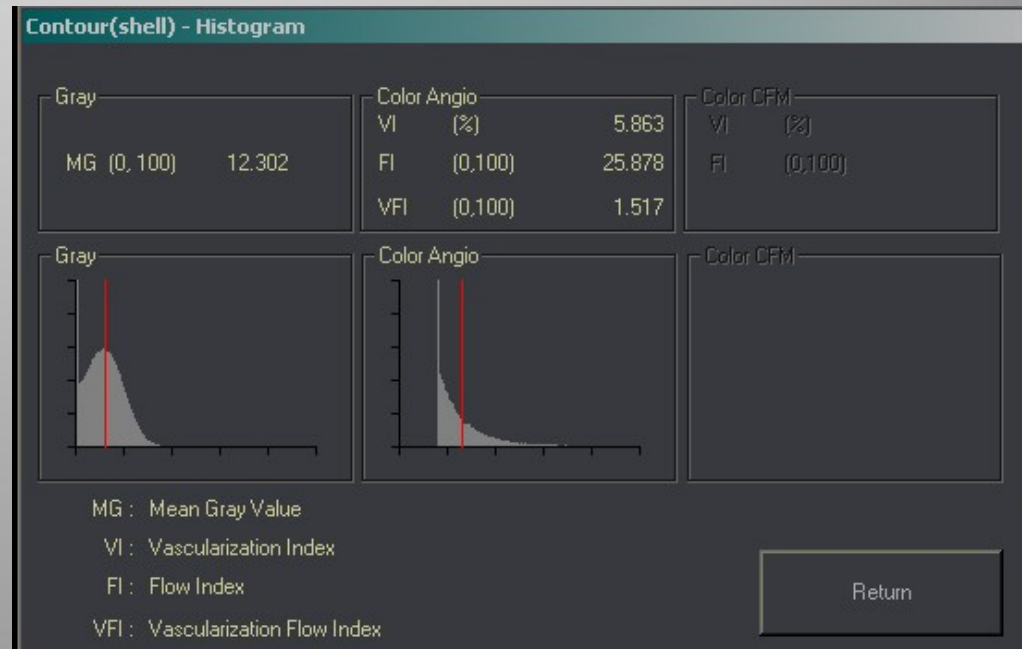 Contour(shell) - Histogram
Gray
MG (0, 100) 12.302
Color Angio
VI (%) 5.863
FI (0,100) 25.878
VFI (0,100) 1.517
Color CFM
VI (%)
FI (0,100)
Gray
Color Angio
Color CFM
MG : Mean Gray Value
VI : Vascularization Index
FI : Flow Index
VFI : Vascularization Flow Index
Return